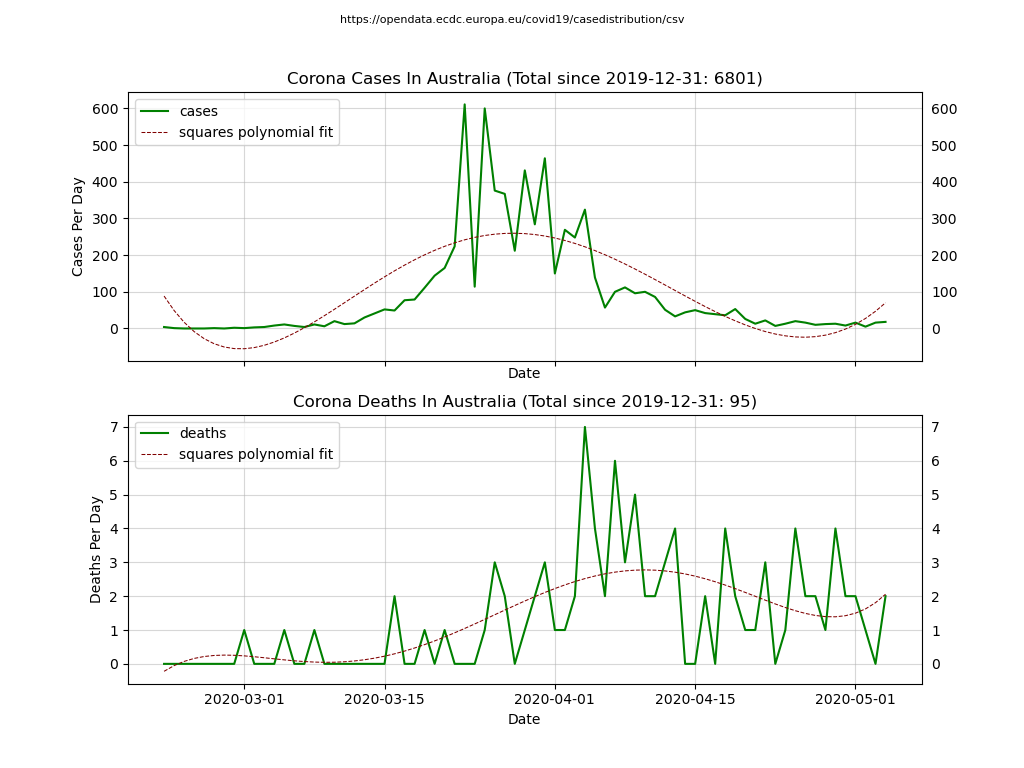 https://opendata.ecdc.europa.eu/covid19/casedistribution/csv
Corona Cases In Australia (Total since 2019-12-31: 6801)
cases
squares polynomial fit
600
500
400
300
200
100
0
Cases Per Day
600
500
400
300
200
100
0
Date
Corona Deaths In Australia (Total since 2019-12-31: 95)
deaths
squares polynomial fit
7
6
5
4
3
2
1
0
Deaths Per Day
7
6
5
4
3
2
1
0
2020-03-01 2020-03-15 2020-04-01 2020-04-15 2020-05-01
Date